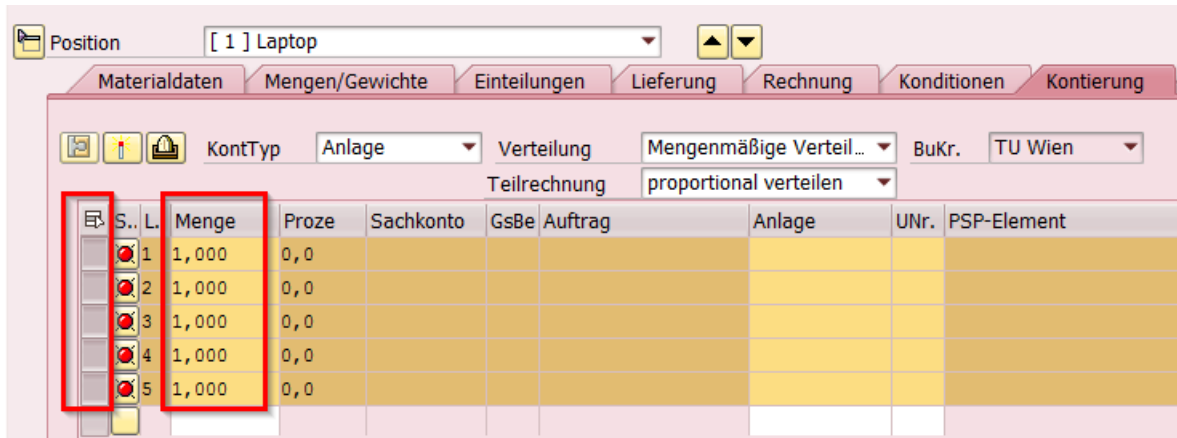 Position [ 1 ] Laptop
Materialdaten Mengen/Gewichte Einteilungen Lieferung Rechnung Konditionen Kontierung
KontTyp Anlage Verteilung Mengenmäßige Verteil... BuKr. TU Wien
Teilrechnung proportional verteilen
S.. L. Menge Proze Sachkonto GsBe Auftrag Anlage UNr. PSP-Element
1 1,000 0,0
2 1,000 0,0
3 1,000 0,0
4 1,000 0,0
5 1,000 0,0